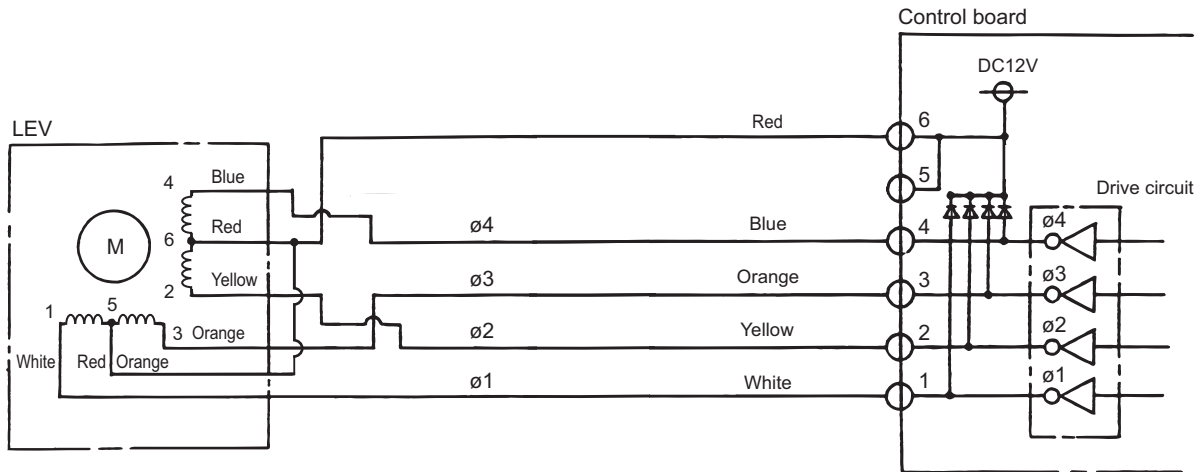 Control board
DC12V
LEV
Red
6
5
Drive circuit
4
Blue
ø4
Blue
4
ø4
M
6
Red
ø3
Orange
3
ø3
2
Yellow
ø2
Yellow
2
ø2
1
5
3
Orange
White
Red
Orange
ø1
White
1
ø1